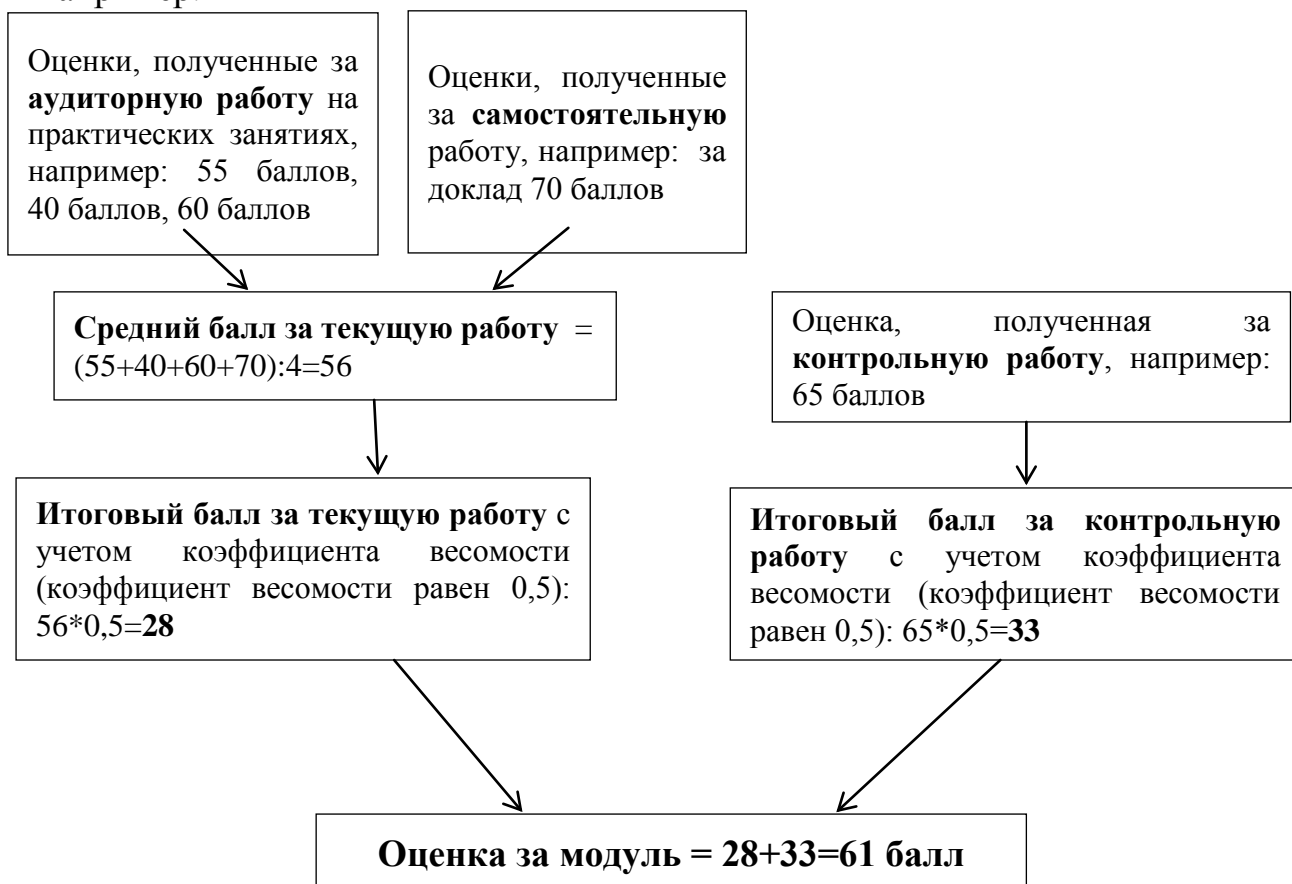 Оценки, полученные за
аудиторную работу на
практических занятиях,
например: 55 баллов,
40 баллов, 60 баллов
Оценки, полученные
за самостоятельную
работу, например: за
доклад 70 баллов
Средний балл за текущую работу =
(55+40+60+70):4=56
Оценка, полученная за
контрольную работу, например:
65 баллов
Итоговый балл за текущую работу с
учетом коэффициента весомости
(коэффициент весомости равен 0,5):
56*0,5=28
Итоговый балл за контрольную
работу с учетом коэффициента
весомости (коэффициент весомости
равен 0,5): 65*0,5=33
Оценка за модуль = 28+33=61 балл